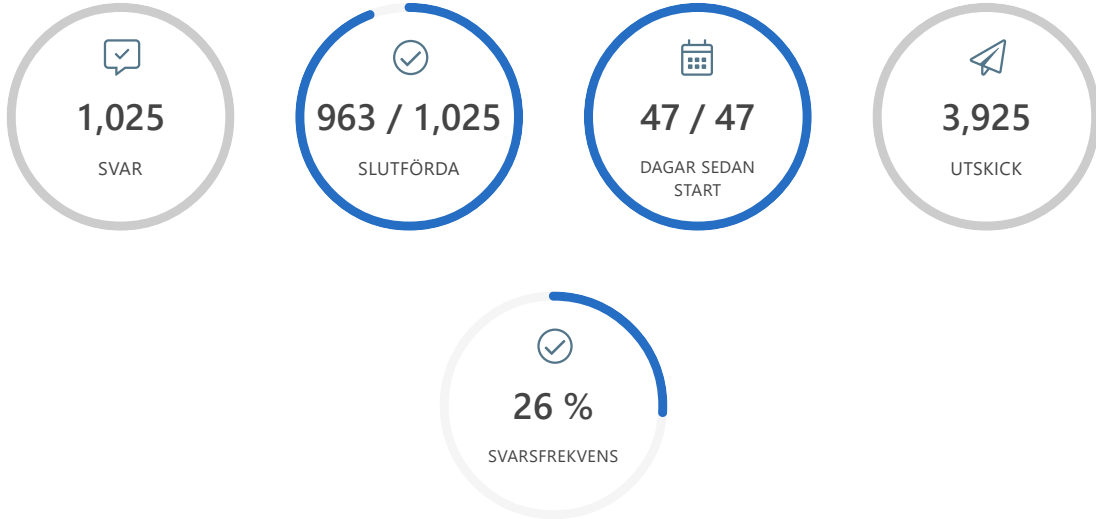 1,025
SVAR
963 / 1,025
SLUTFÖRDA
47 / 47
DAGAR SEDAN
START
3,925
UTSKICK
26 %
SVARSFREKVENS